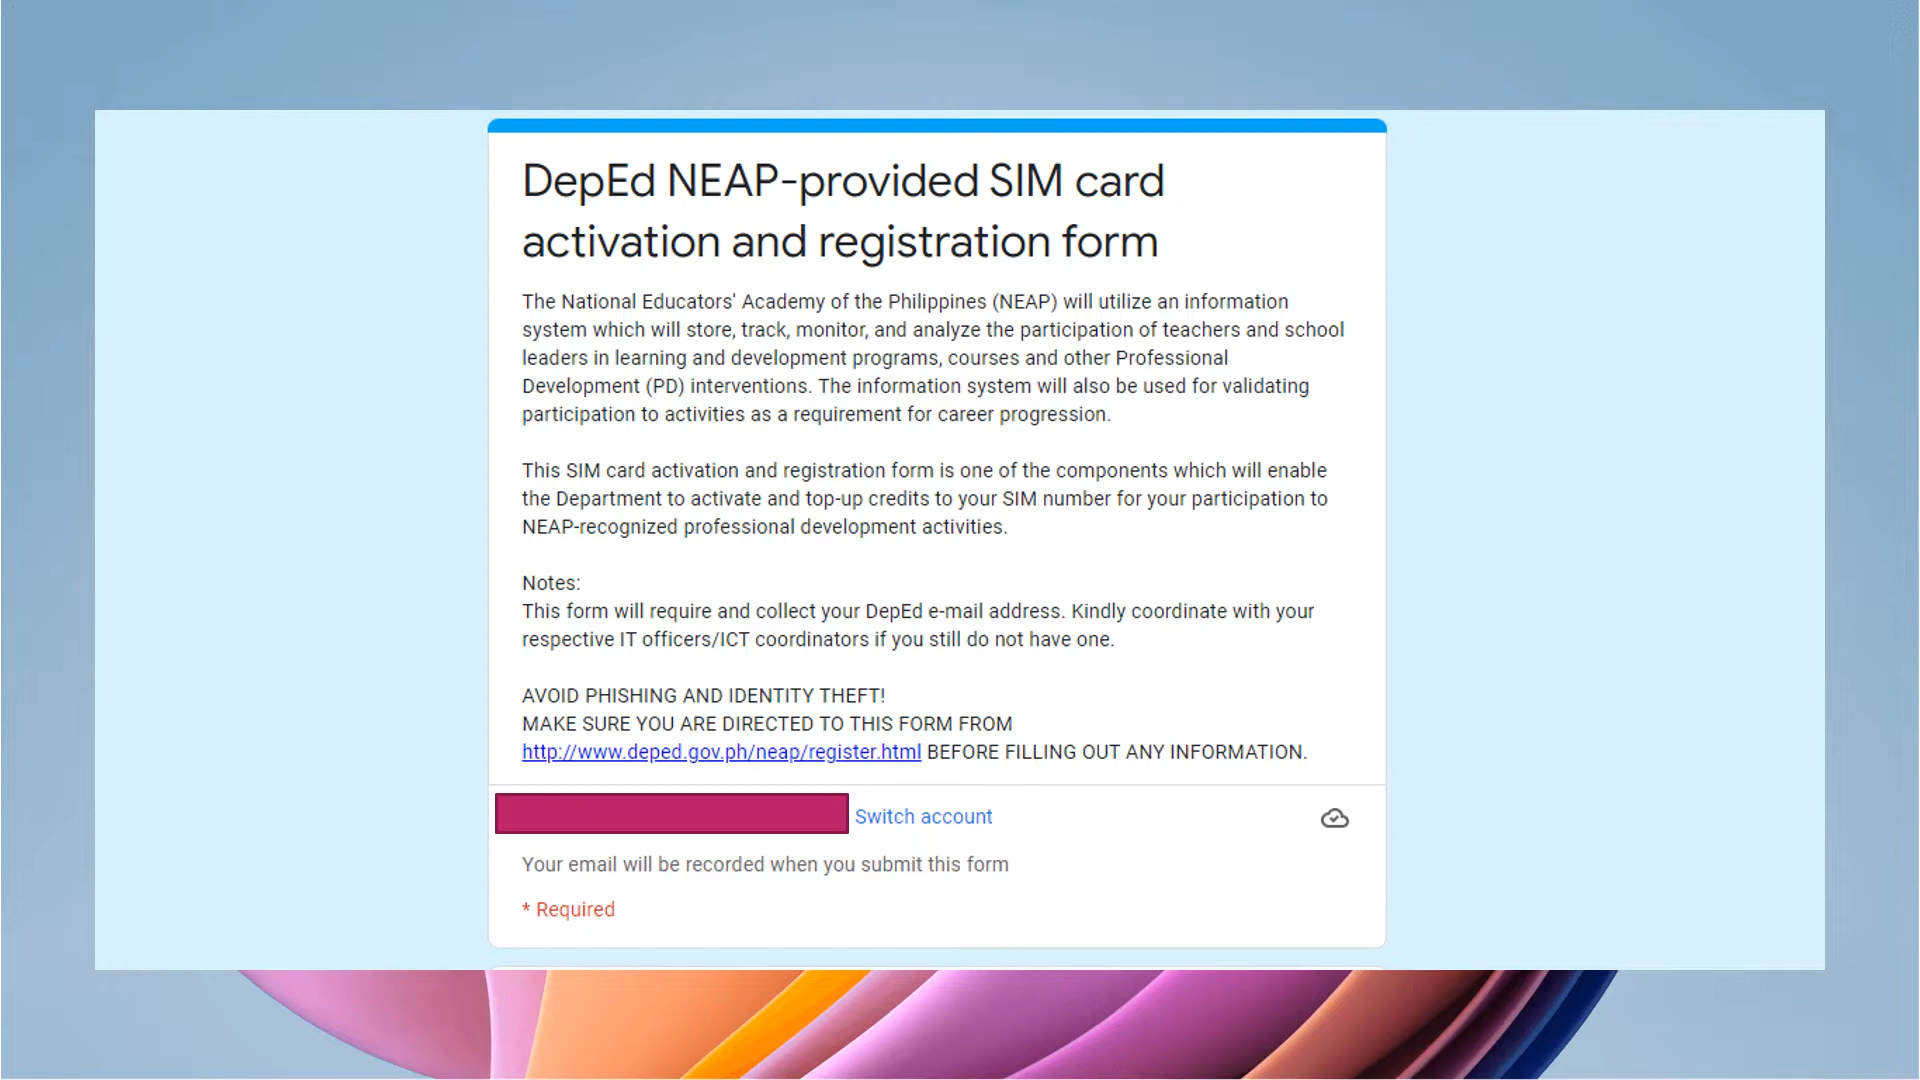 DepEd NEAP-provided SIM card
activation and registration form
The National Educators' Academy of the Philippines (NEAP) will utilize an information
system which will store, track, monitor, and analyze the participation of teachers and school
leaders in learning and development programs, courses and other Professional
Development (PD) interventions. The information system will also be used for validating
participation to activities as a requirement for career progression.
This SIM card activation and registration form is one of the components which will enable
the Department to activate and top-up credits to your SIM number for your participation to
NEAP-recognized professional development activities.
Notes:
This form will require and collect your DepEd e-mail address. Kindly coordinate with your
respective IT officers/ICT coordinators if you still do not have one.
AVOID PHISHING AND IDENTITY THEFT!
MAKE SURE YOU ARE DIRECTED TO THIS FORM FROM
http://www.deped.gov.ph/neap/register.html BEFORE FILLING OUT ANY INFORMATION.
Switch account
Your email will be recorded when you submit this form
* Required